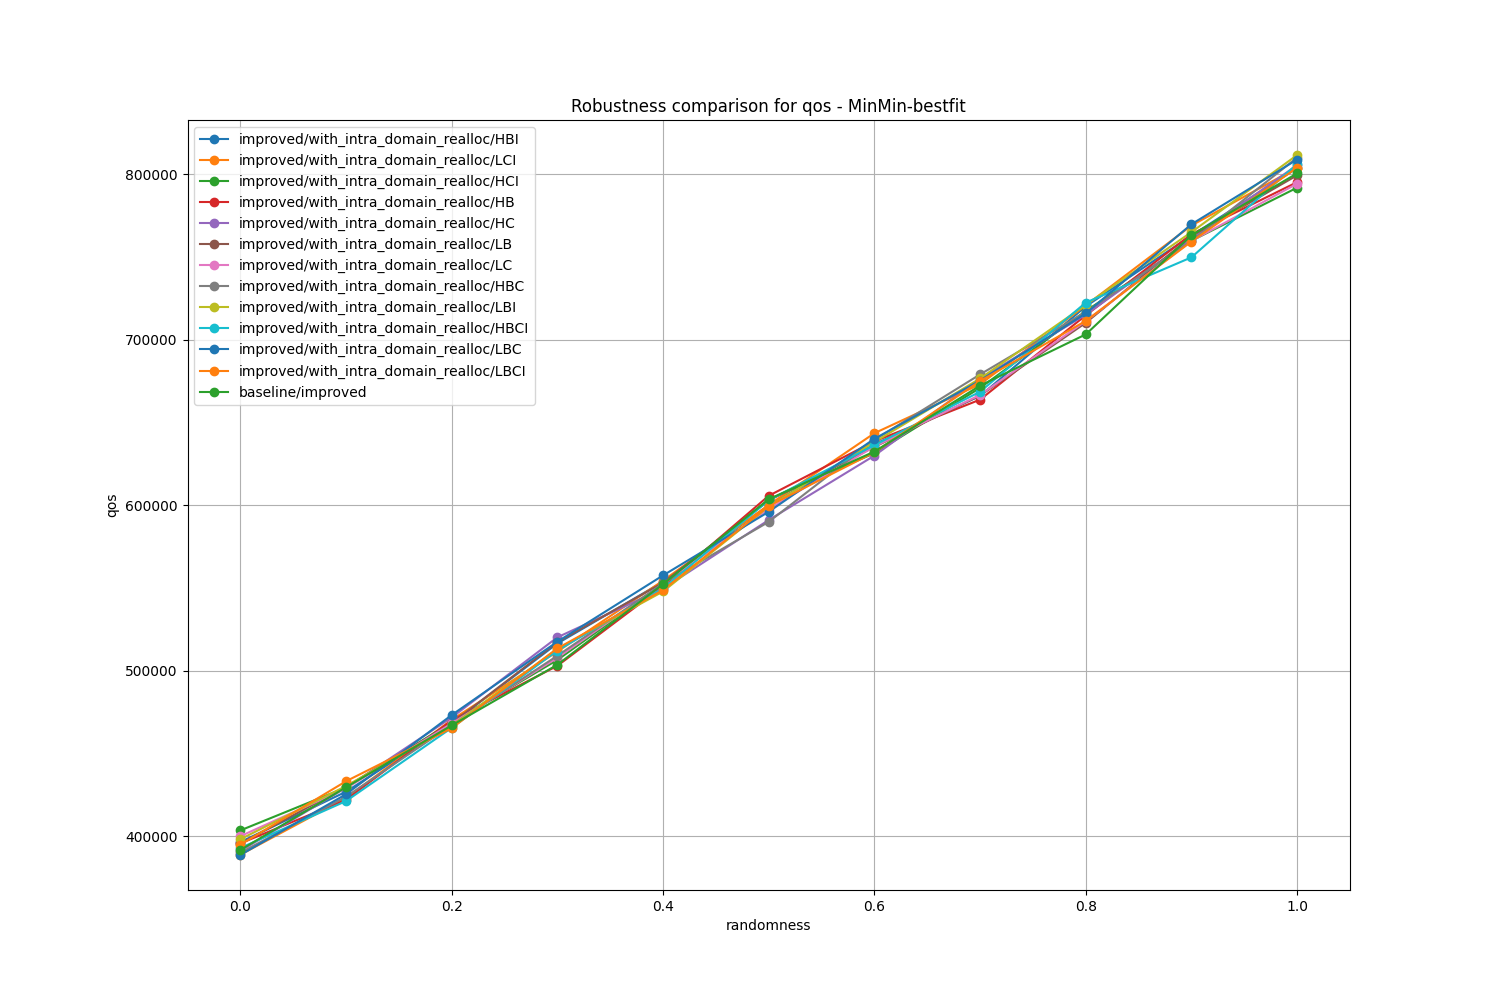 Robustness comparison for qos - MinMin-bestfit
improved/with_intra_domain_realloc/HBI
improved/with_intra_domain_realloc/LCI
improved/with_intra_domain_realloc/HCI
improved/with_intra_domain_realloc/HB
improved/with_intra_domain_realloc/HC
improved/with_intra_domain_realloc/LB
improved/with_intra_domain_realloc/LC
improved/with_intra_domain_realloc/HBC
improved/with_intra_domain_realloc/LBI
improved/with_intra_domain_realloc/HBCI
improved/with_intra_domain_realloc/LBC
improved/with_intra_domain_realloc/LBCI
baseline/improved
800000
700000
600000
500000
400000
qos
0.0 0.2 0.4 0.6 0.8 1.0
randomness